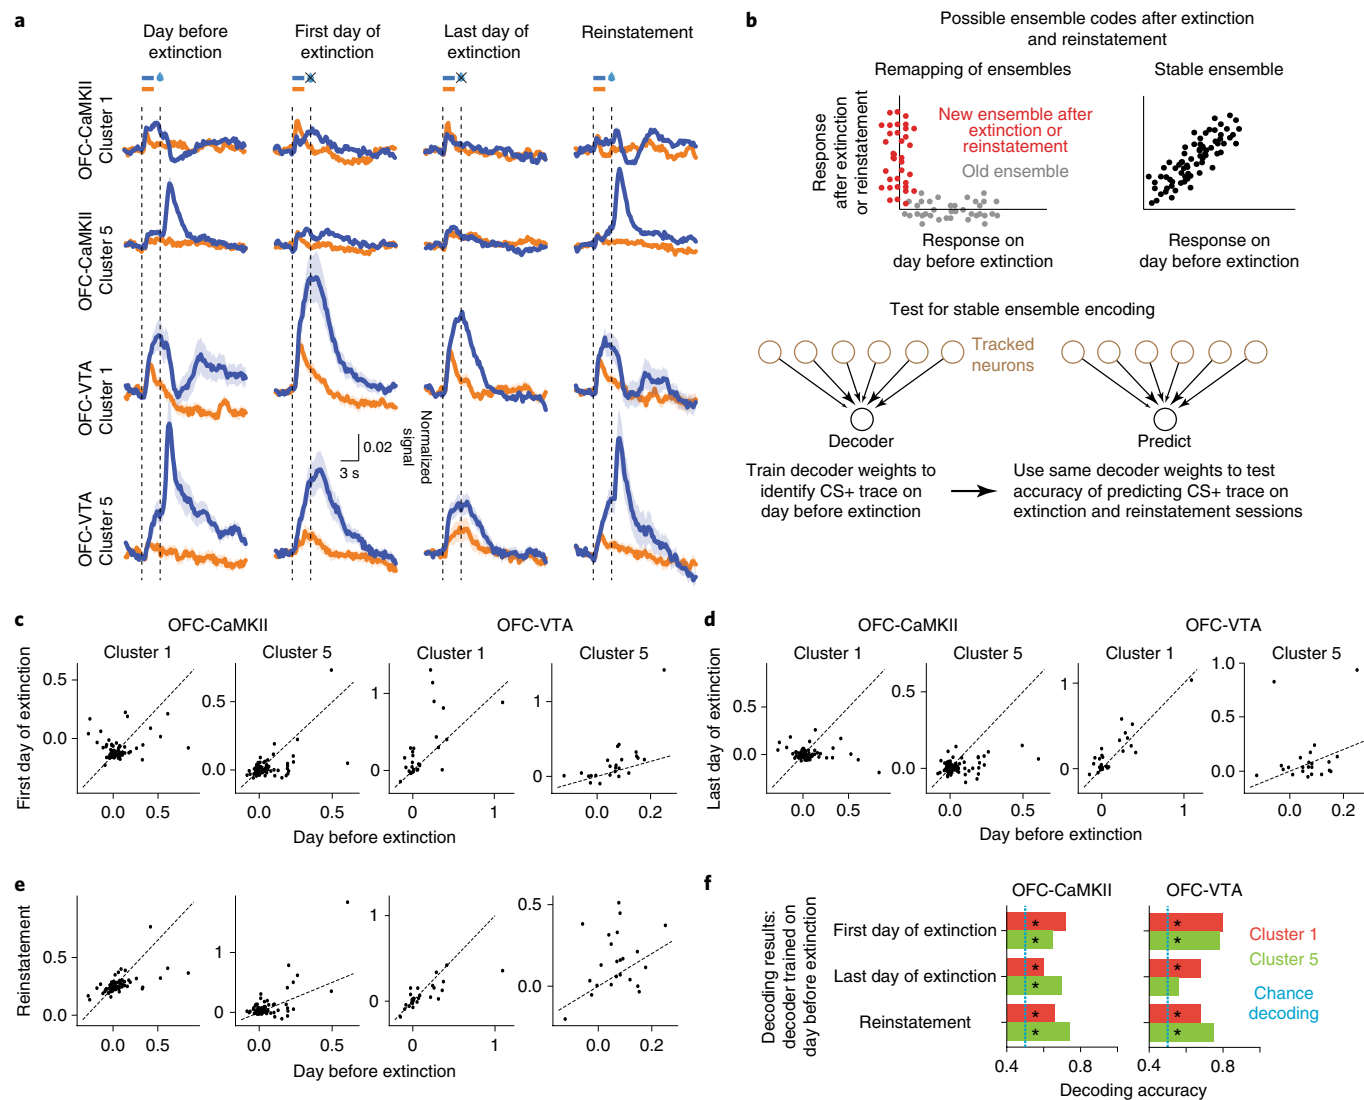 a
Day before
extinction
First day of
extinction
Last day of
extinction
Reinstatement
OFC-CaMKII
Cluster 1
OFC-CaMKII
Cluster 5
OFC-VTA
Cluster 1
OFC-VTA
Cluster 5
0.02
3 s
Normalized
signal
b
Possible ensemble codes after extinction
and reinstatement
Remapping of ensembles
Stable ensemble
Response
after extinction
or reinstatement
New ensemble after
extinction or
reinstatement
Old ensemble
Response on
day before extinction
Response on
day before extinction
Test for stable ensemble encoding
Tracked
neurons
Decoder
Predict
Train decoder weights to
identify CS+ trace on
day before extinction
Use same decoder weights to test
accuracy of predicting CS+ trace on
extinction and reinstatement sessions
c
OFC-CaMKII
OFC-VTA
Cluster 1
Cluster 5
Cluster 1
Cluster 5
First day of extinction
0.5
0.0
0.5
0.0
1
0
1
0
0.0
0.5
0.0
0.5
0
1
0.0
0.2
Day before extinction
d
OFC-CaMKII
OFC-VTA
Cluster 1
Cluster 5
Cluster 1
Cluster 5
Last day of extinction
0.5
0.0
0.5
0.0
1
0
1.0
0.5
0.0
0.0
0.5
0.0
0.5
0
1
0.0
0.2
Day before extinction
e
Reinstatement
0.5
0.0
1
0
1
0
0.5
0.0
0.0
0.5
0.0
0.5
0
1
0.0
0.2
Day before extinction
f
OFC-CaMKII
OFC-VTA
Decoding results:
decoder trained on
day before extinction
First day of extinction
Last day of extinction
Reinstatement
*
*
*
*
*
*
*
*
*
*
*
Cluster 1
Cluster 5
Chance
decoding
0.4
0.8
0.4
0.8
Decoding accuracy